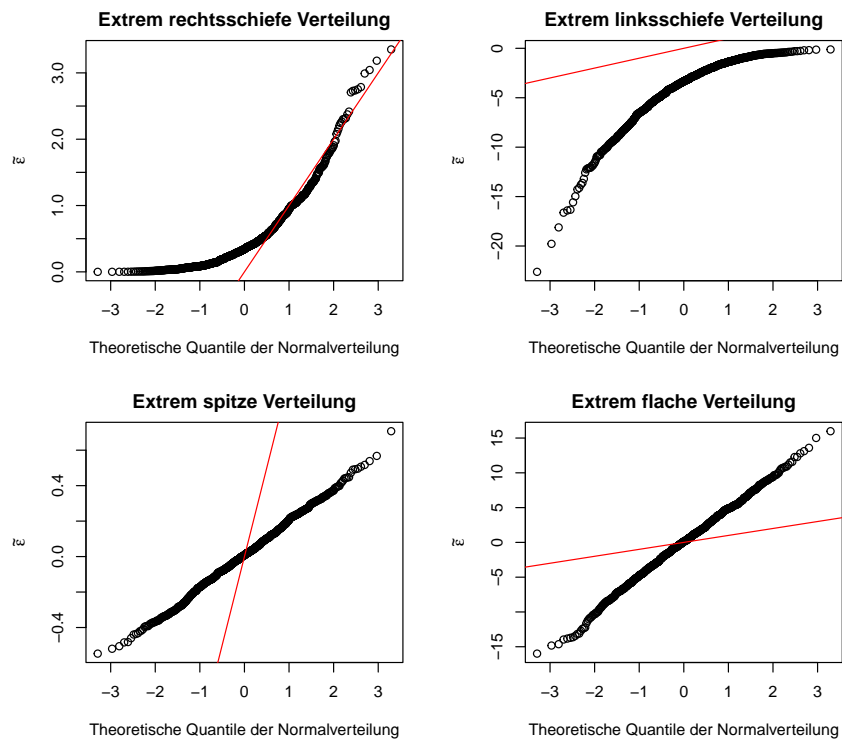 Extrem rechtsschiefe Verteilung
ε̃
0.0 1.0 2.0 3.0
−3 −2 −1 0 1 2 3
Theoretische Quantile der Normalverteilung
Extrem linksschiefe Verteilung
ε̃
−20 −15 −10 −5 0
−3 −2 −1 0 1 2 3
Theoretische Quantile der Normalverteilung
Extrem spitze Verteilung
ε̃
−0.4 0.0 0.4
−3 −2 −1 0 1 2 3
Theoretische Quantile der Normalverteilung
Extrem flache Verteilung
ε̃
−15 −10 −5 0 5 10 15
−3 −2 −1 0 1 2 3
Theoretische Quantile der Normalverteilung